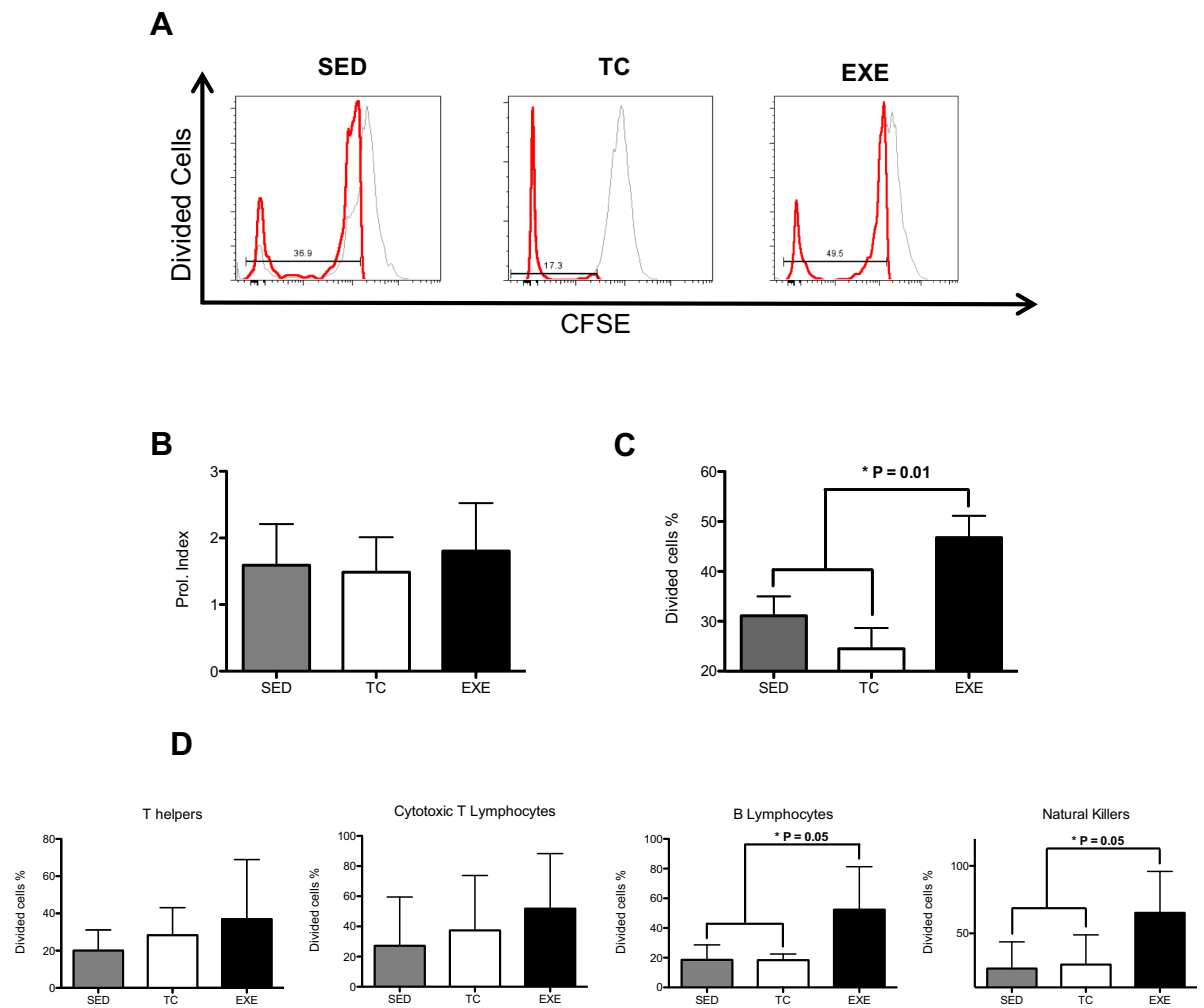 A
SED TC EXE
Divided Cells
36.9 17.3 49.5
CFSE
B
Prol. Index
3
2
1
0
SED TC EXE
C
* P = 0.01
Divided cells %
60
50
40
30
20
SED TC EXE
D
T helpers
Divided cells %
80
60
40
20
0
SED TC EXE
Cytotoxic T Lymphocytes
Divided cells %
100
80
60
40
20
0
SED TC EXE
B Lymphocytes
* P = 0.05
Divided cells %
100
80
60
40
20
0
SED TC EXE
Natural Killers
* P = 0.05
Divided cells %
100
50
SED TC EXE